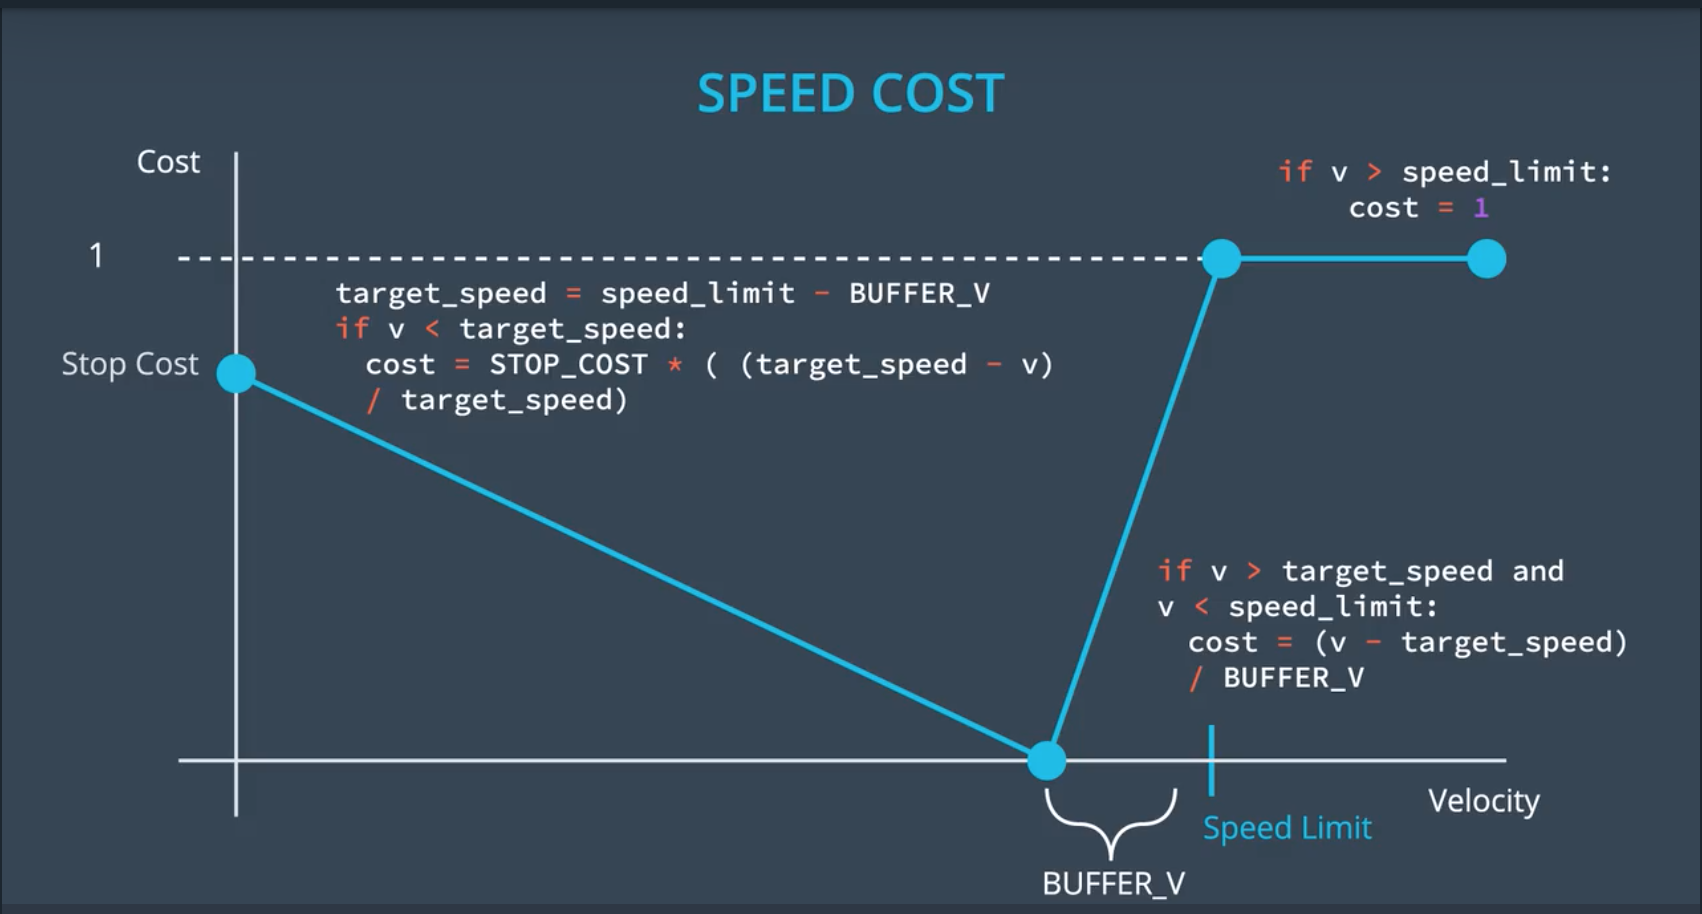 SPEED COST
Cost
if v > speed_limit:
cost = 1
1
target_speed = speed_limit - BUFFER_V
if v < target_speed:
cost = STOP_COST * ( (target_speed - v)
/ target_speed)
Stop Cost
if v > target_speed and
v < speed_limit:
cost = (v - target_speed)
/ BUFFER_V
Velocity
Speed Limit
BUFFER_V